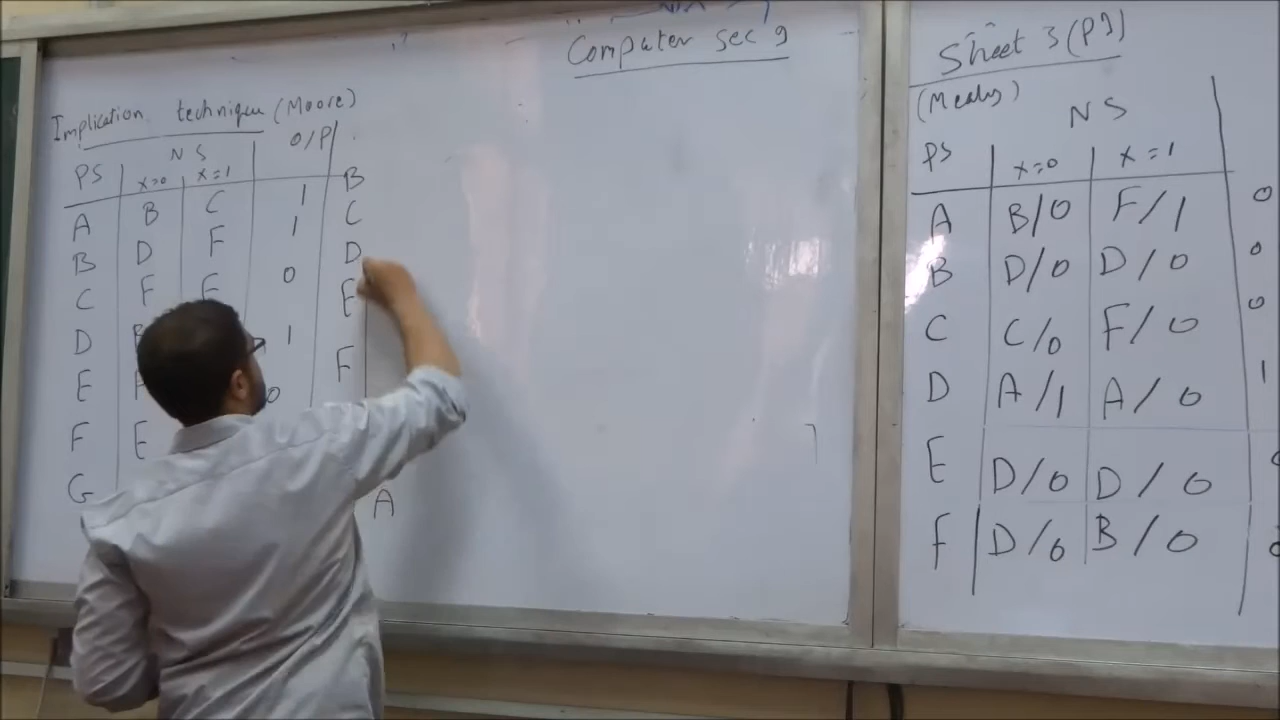 Computer sec 9
Implication technique (Moore)
PS NS O/P
x=0 x=1
A B C 1
B D F 1
C F E 0
D 1
E 0
F E
G
B
C
D
E
F
A
Sheet 3 (P1)
(Mealy)
NS
PS x=0 x=1
A B/0 F/1 0
B D/0 D/0 0
C C/0 F/0 0
D A/1 A/0 1
E D/0 D/0
F D/0 B/0